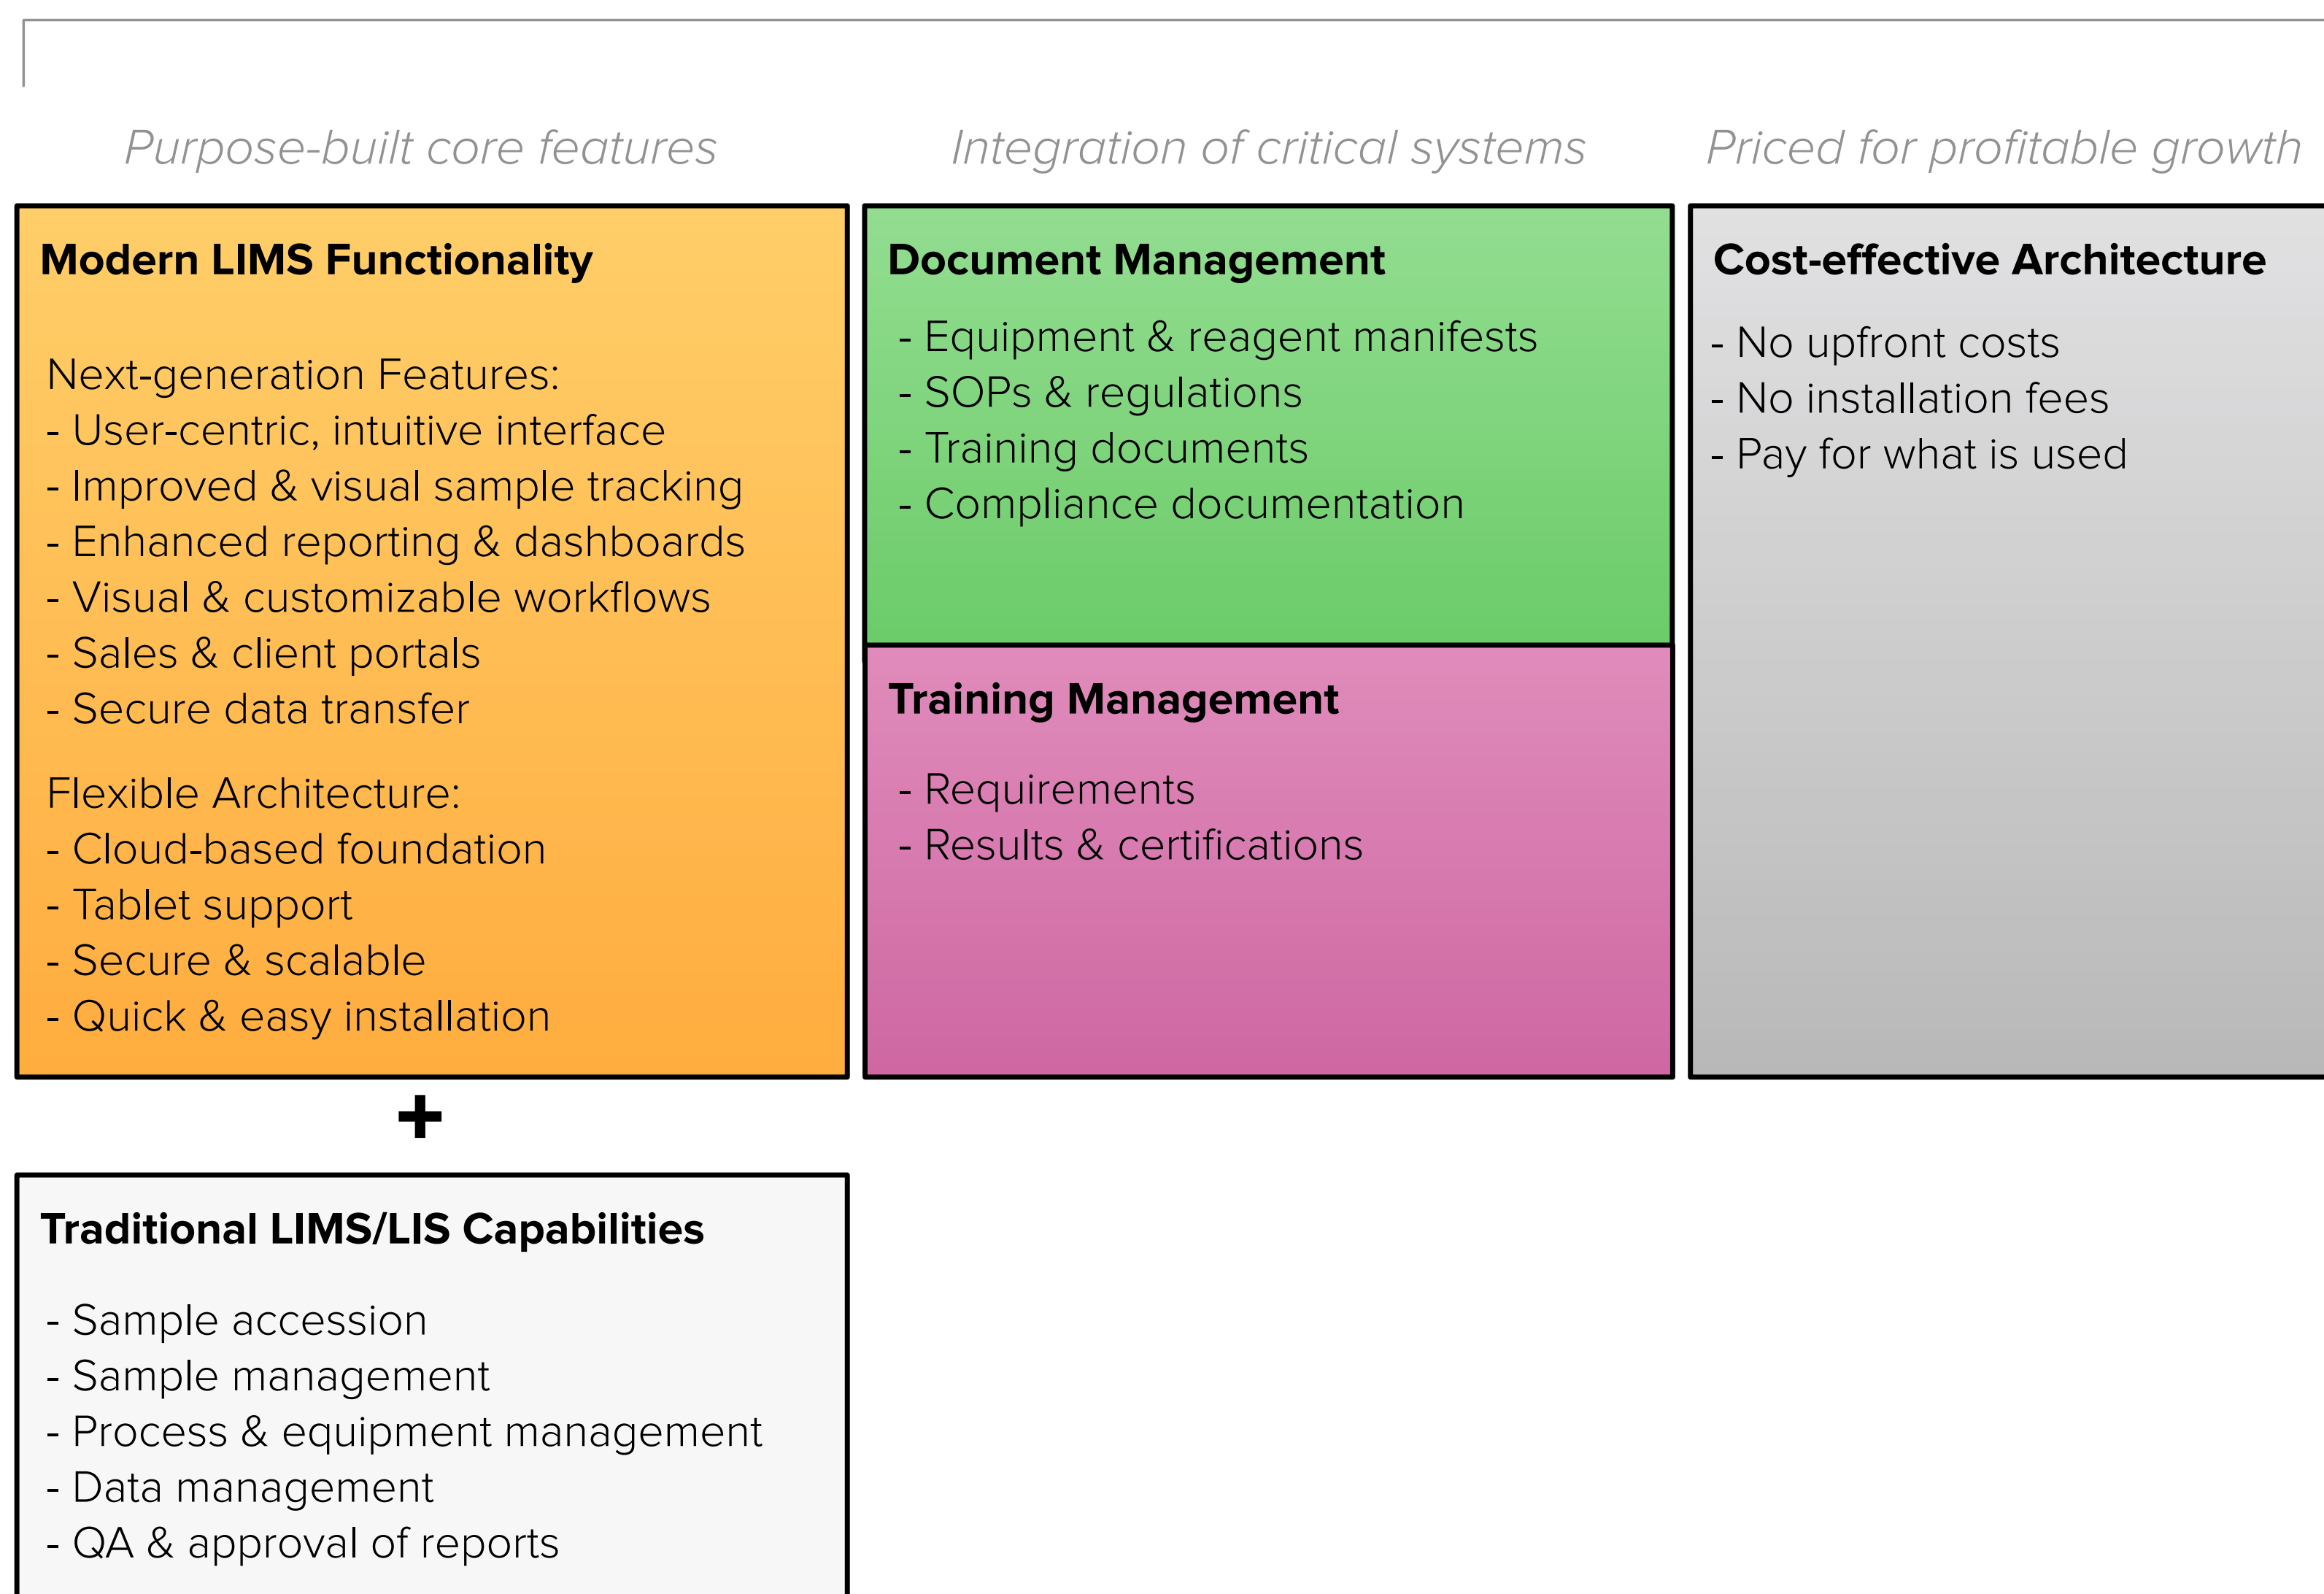 Purpose-built core features
Integration of critical systems
Priced for profitable growth
Modern LIMS Functionality
Next-generation Features:
- User-centric, intuitive interface
- Improved & visual sample tracking
- Enhanced reporting & dashboards
- Visual & customizable workflows
- Sales & client portals
- Secure data transfer
Flexible Architecture:
- Cloud-based foundation
- Tablet support
- Secure & scalable
- Quick & easy installation
+
Traditional LIMS/LIS Capabilities
- Sample accession
- Sample management
- Process & equipment management
- Data management
- QA & approval of reports
Document Management
- Equipment & reagent manifests
- SOPs & regulations
- Training documents
- Compliance documentation
Training Management
- Requirements
- Results & certifications
Cost-effective Architecture
- No upfront costs
- No installation fees
- Pay for what is used